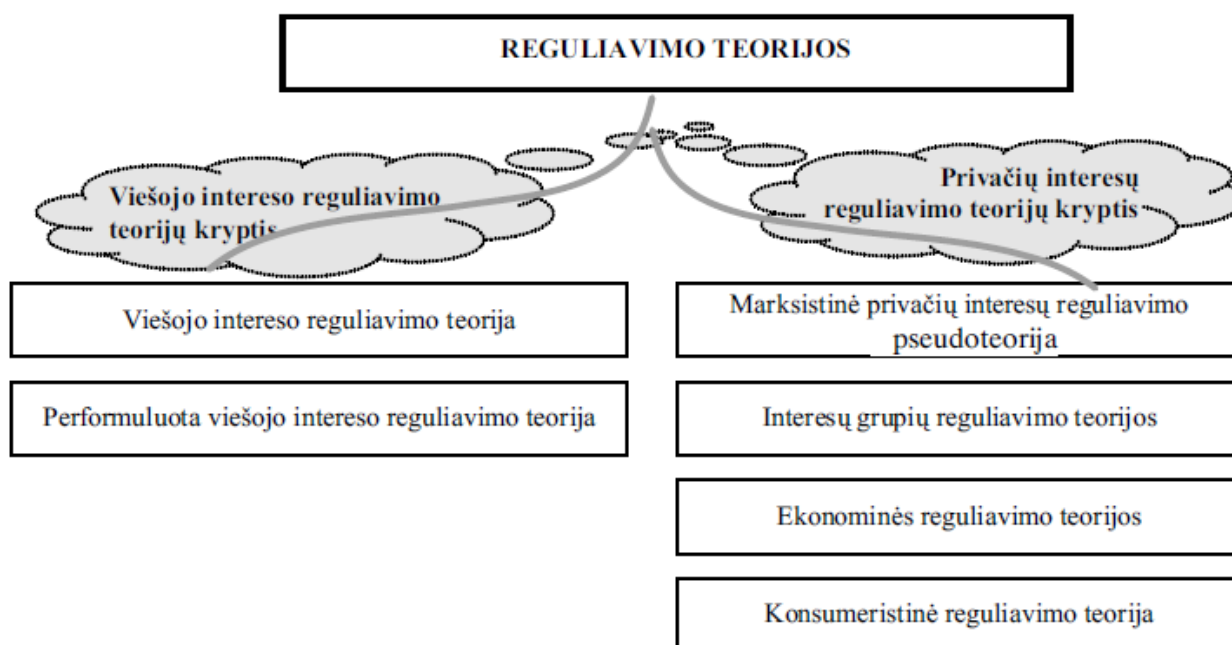 REGULIAVIMO TEORIJOS
Viešojo intereso reguliavimo
teorijų kryptis
Privačių interesų
reguliavimo teorijų kryptis
Viešojo intereso reguliavimo teorija
Performuluota viešojo intereso reguliavimo teorija
Marksistinė privačių interesų reguliavimo
pseudoteorija
Interesų grupių reguliavimo teorijos
Ekonominės reguliavimo teorijos
Konsumeristinė reguliavimo teorija